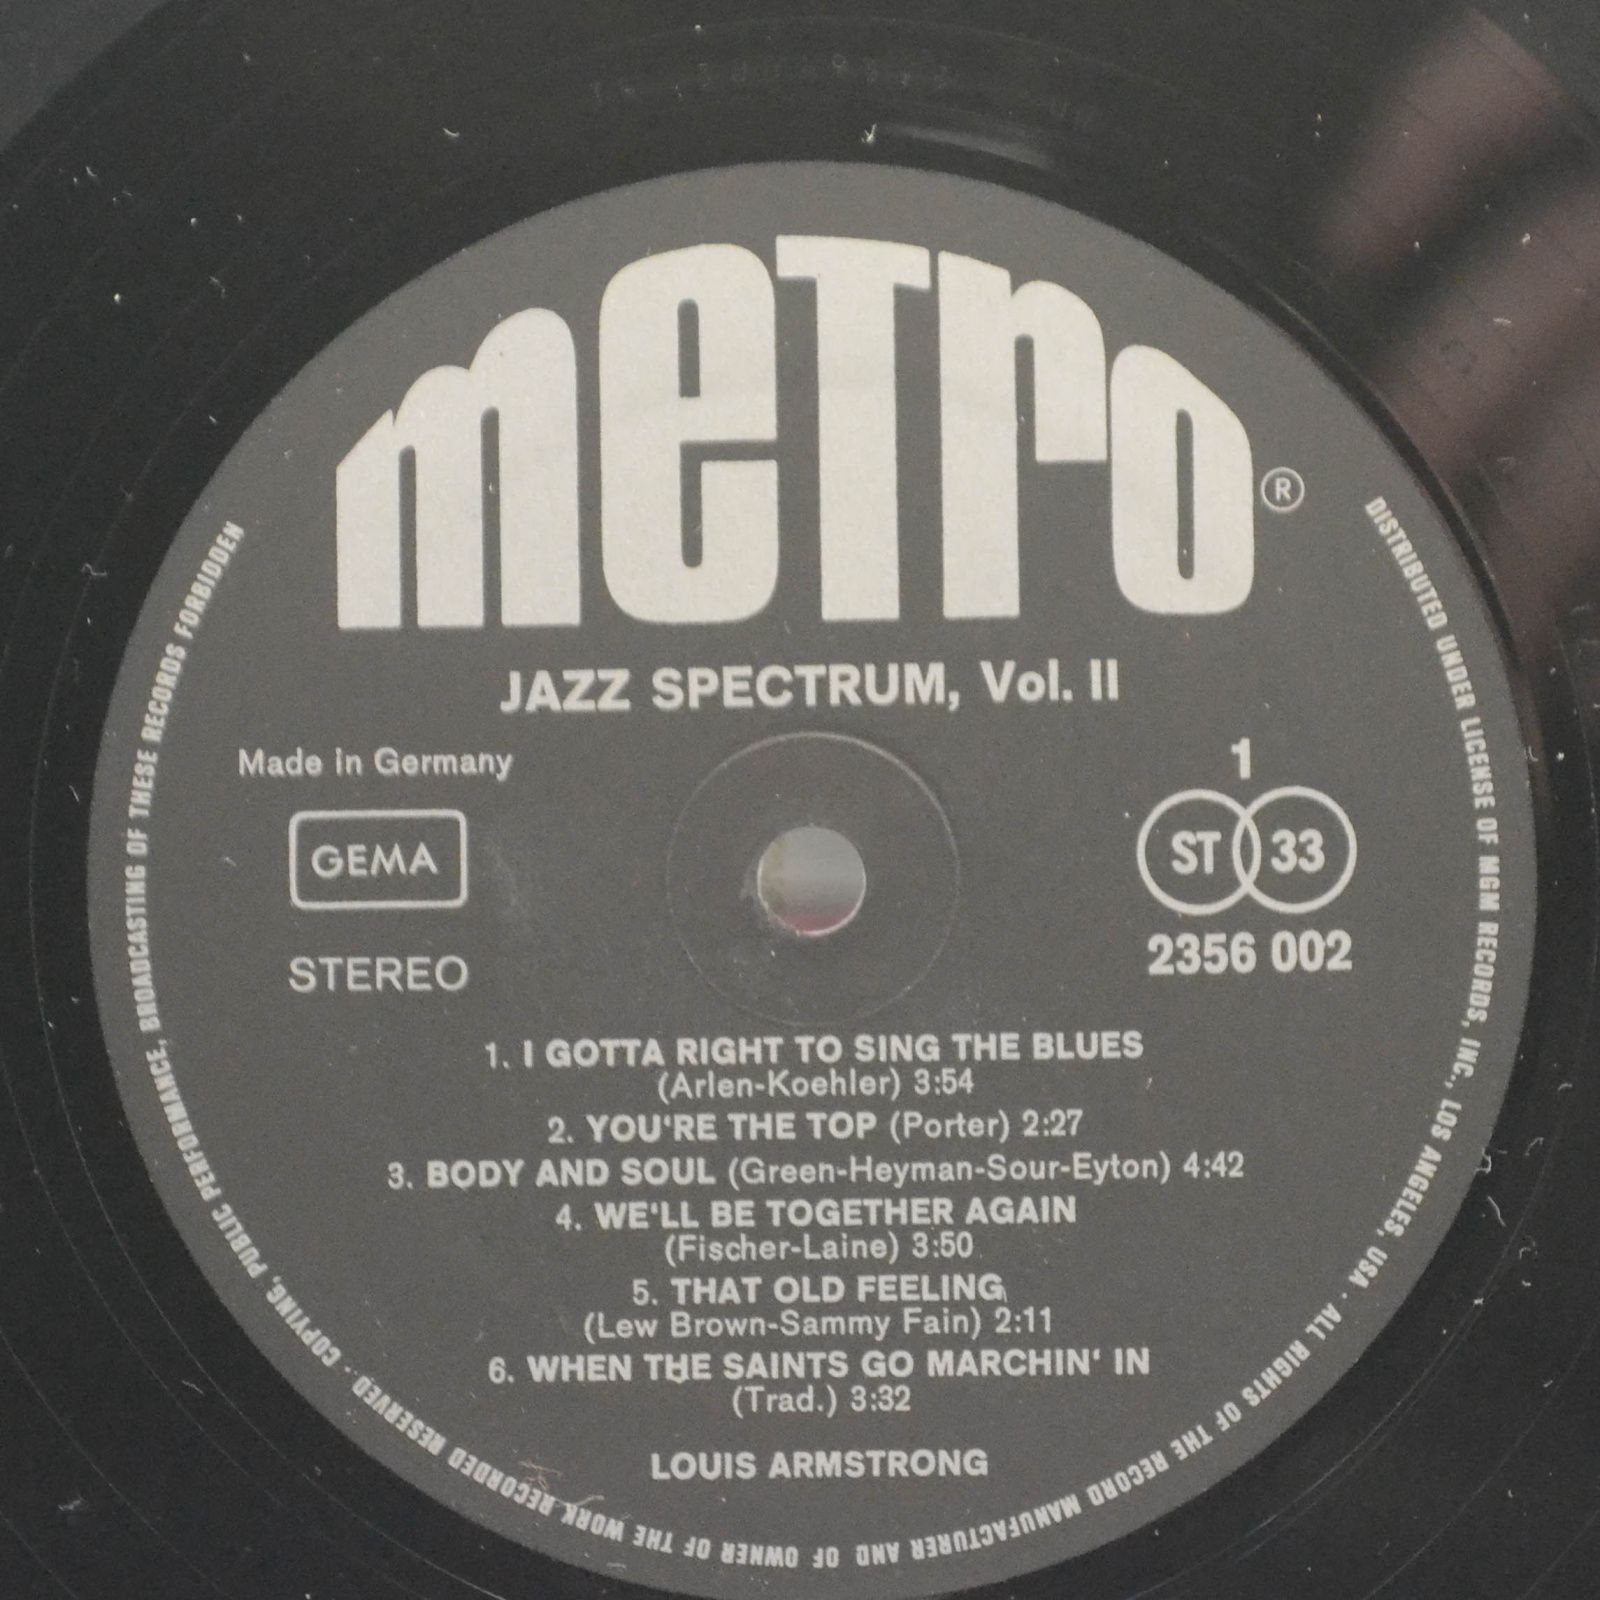 metro
®
JAZZ SPECTRUM, Vol. II
Made in Germany
GEMA
STEREO
1
ST 33
2356 002
1. I GOTTA RIGHT TO SING THE BLUES
(Arlen-Koehler) 3:54
2. YOU'RE THE TOP (Porter) 2:27
3. BODY AND SOUL (Green-Heyman-Sour-Eyton) 4:42
4. WE'LL BE TOGETHER AGAIN
(Fischer-Laine) 3:50
5. THAT OLD FEELING
(Lew Brown-Sammy Fain) 2:11
6. WHEN THE SAINTS GO MARCHIN' IN
(Trad.) 3:32
LOUIS ARMSTRONG
DISTRIBUTED UNDER LICENSE OF MGM RECORDS, INC., LOS ANGELES, USA · ALL RIGHTS OF THE RECORD MANUFACTURER AND OF OWNER OF THE WORK RECORDED RESERVED · COPYING, PUBLIC PERFORMANCE, BROADCASTING OF THESE RECORDS FORBIDDEN